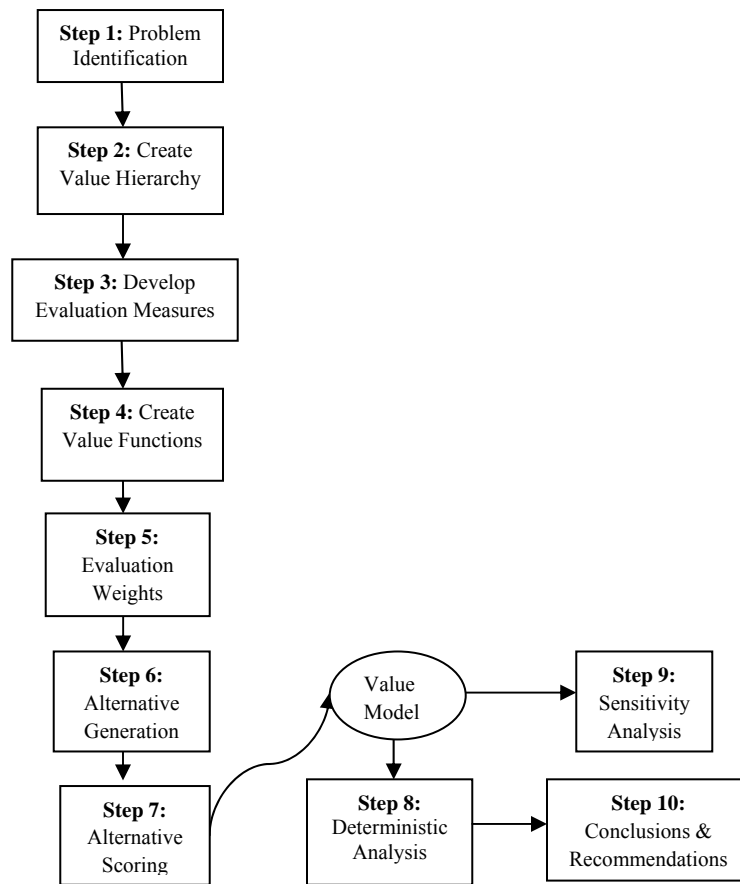 Step 1: Problem
Identification
Step 2: Create
Value Hierarchy
Step 3: Develop
Evaluation Measures
Step 4: Create
Value Functions
Step 5:
Evaluation
Weights
Step 6:
Alternative
Generation
Step 7:
Alternative
Scoring
Value
Model
Step 8:
Deterministic
Analysis
Step 9:
Sensitivity
Analysis
Step 10:
Conclusions &
Recommendations